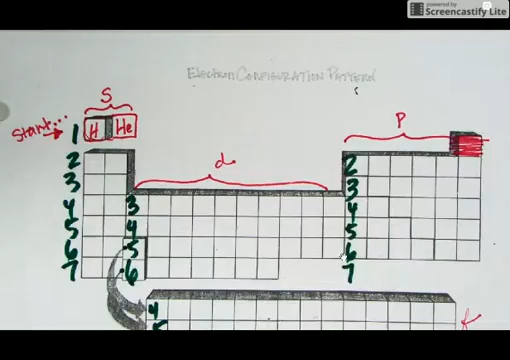 powered by
Screencastify Lite
Electron Configuration Pattern
S
Start...
1
H
He
P
d
2
3
4
5
6
7
3
4
5
6
2
3
4
5
6
7
4
5
f